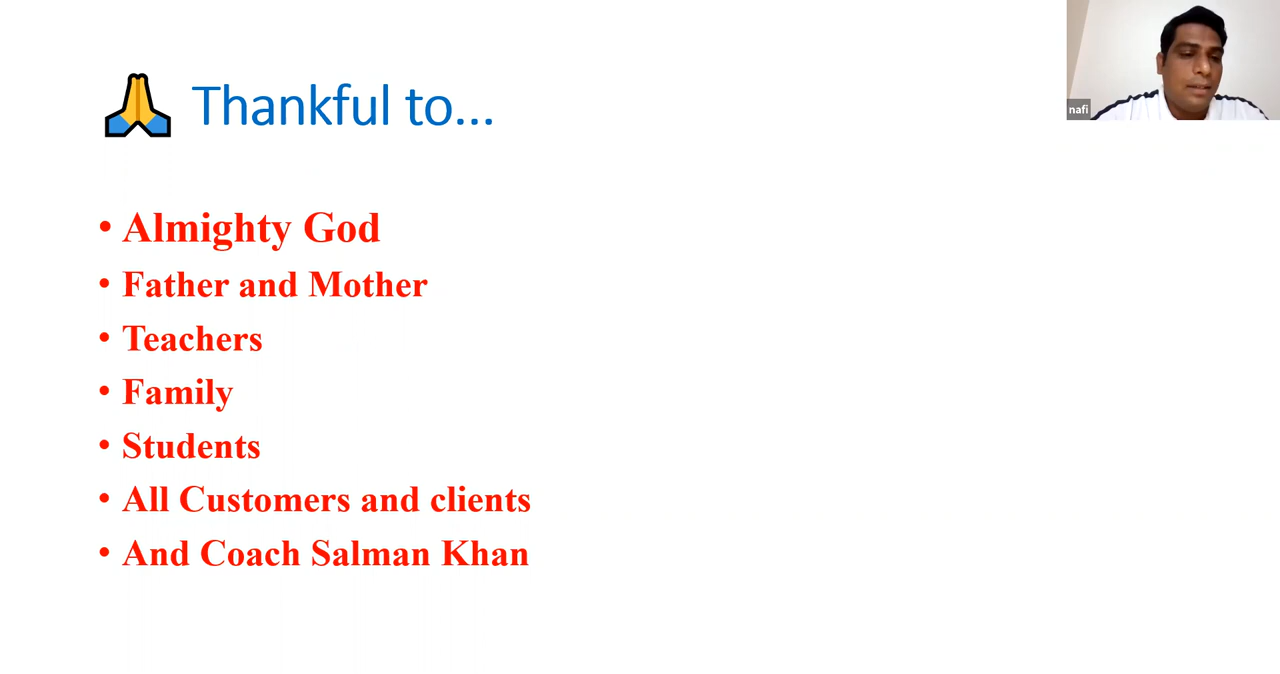 Thankful to...
• Almighty God
• Father and Mother
• Teachers
• Family
• Students
• All Customers and clients
• And Coach Salman Khan
nafi